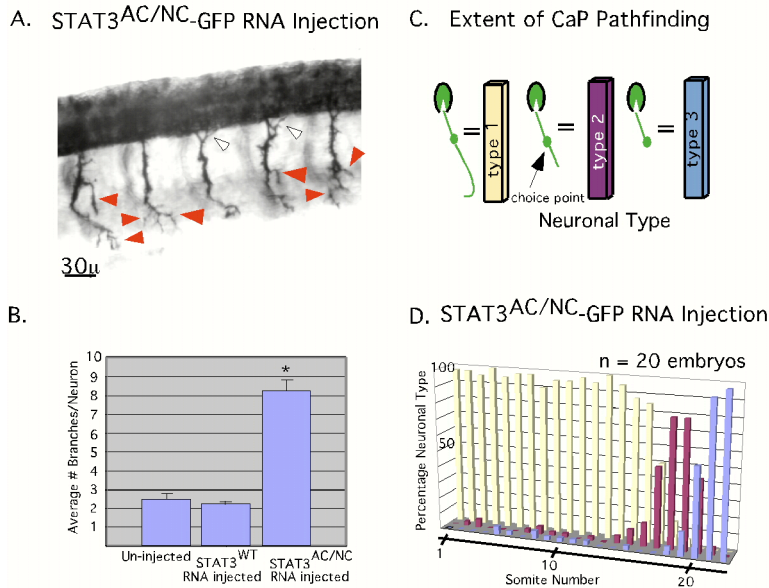 A. STAT3AC/NC-GFP RNA Injection
30μ
B.
Average # Branches/Neuron
10
9
8
7
6
5
4
3
2
1
*
Un-injected
STAT3WT RNA injected
STAT3AC/NC RNA injected
C. Extent of CaP Pathfinding
= type 1
= type 2
= type 3
choice point
Neuronal Type
D. STAT3AC/NC-GFP RNA Injection
n = 20 embryos
Percentage Neuronal Type
100
50
1
10
20
Somite Number